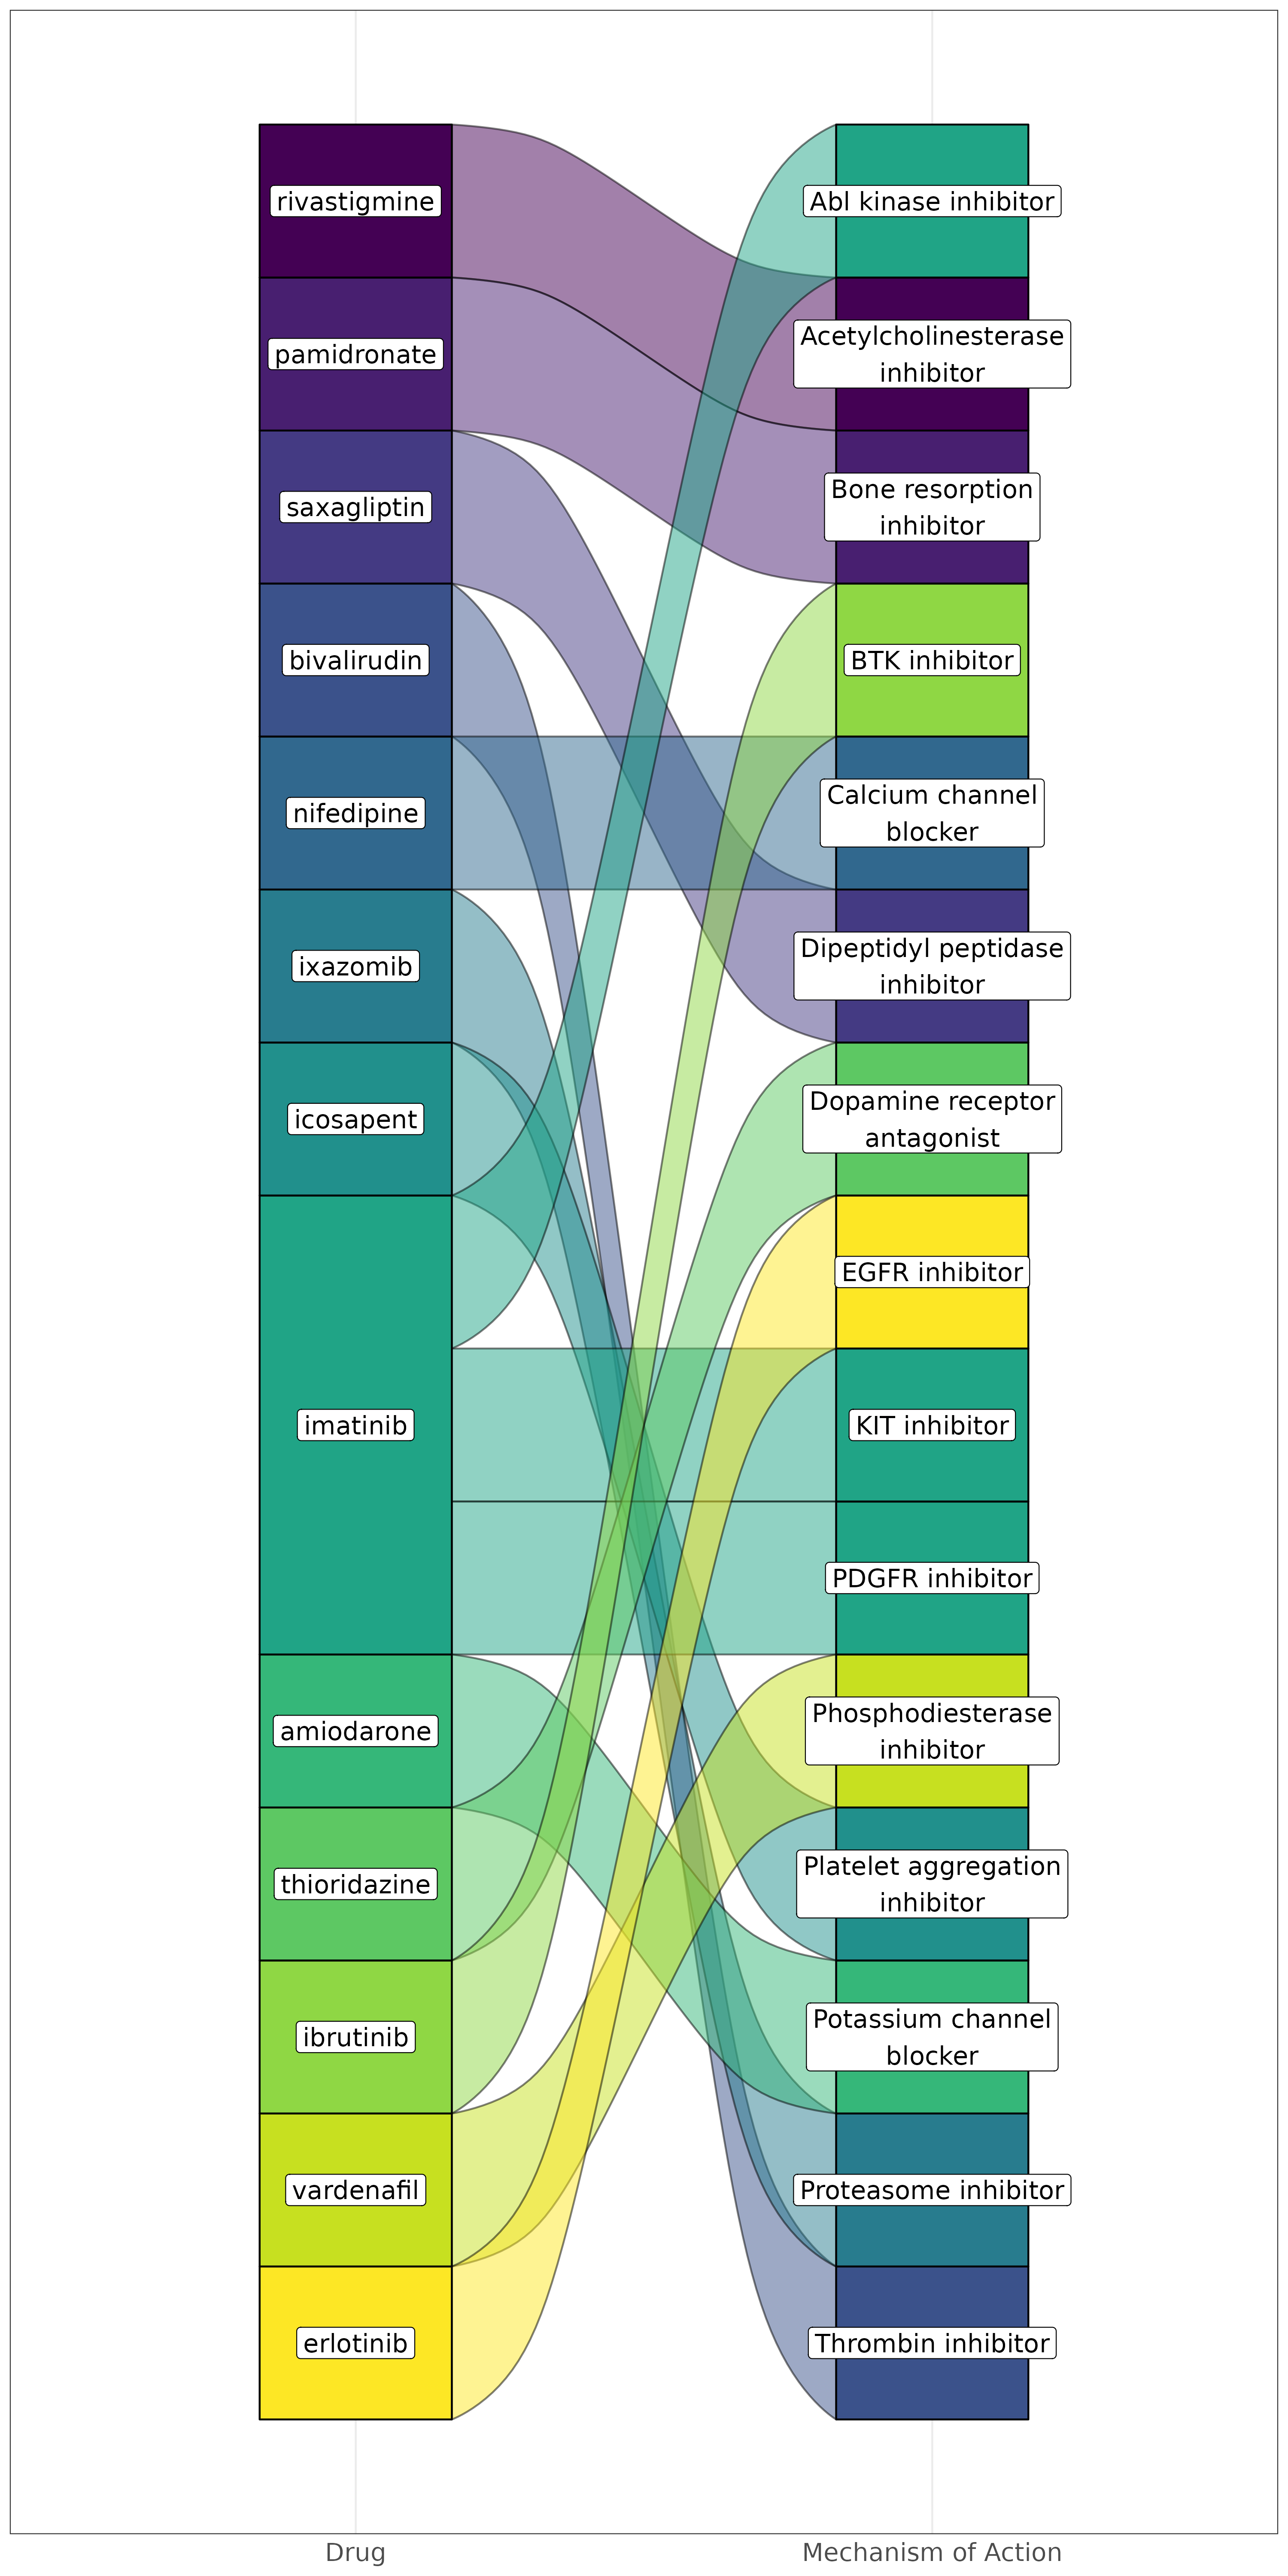 rivastigmine
pamidronate
saxagliptin
bivalirudin
nifedipine
ixazomib
icosapent
imatinib
amiodarone
thioridazine
ibrutinib
vardenafil
erlotinib
Abl kinase inhibitor
Acetylcholinesterase
inhibitor
Bone resorption
inhibitor
BTK inhibitor
Calcium channel
blocker
Dipeptidyl peptidase
inhibitor
Dopamine receptor
antagonist
EGFR inhibitor
KIT inhibitor
PDGFR inhibitor
Phosphodiesterase
inhibitor
Platelet aggregation
inhibitor
Potassium channel
blocker
Proteasome inhibitor
Thrombin inhibitor
Drug
Mechanism of Action